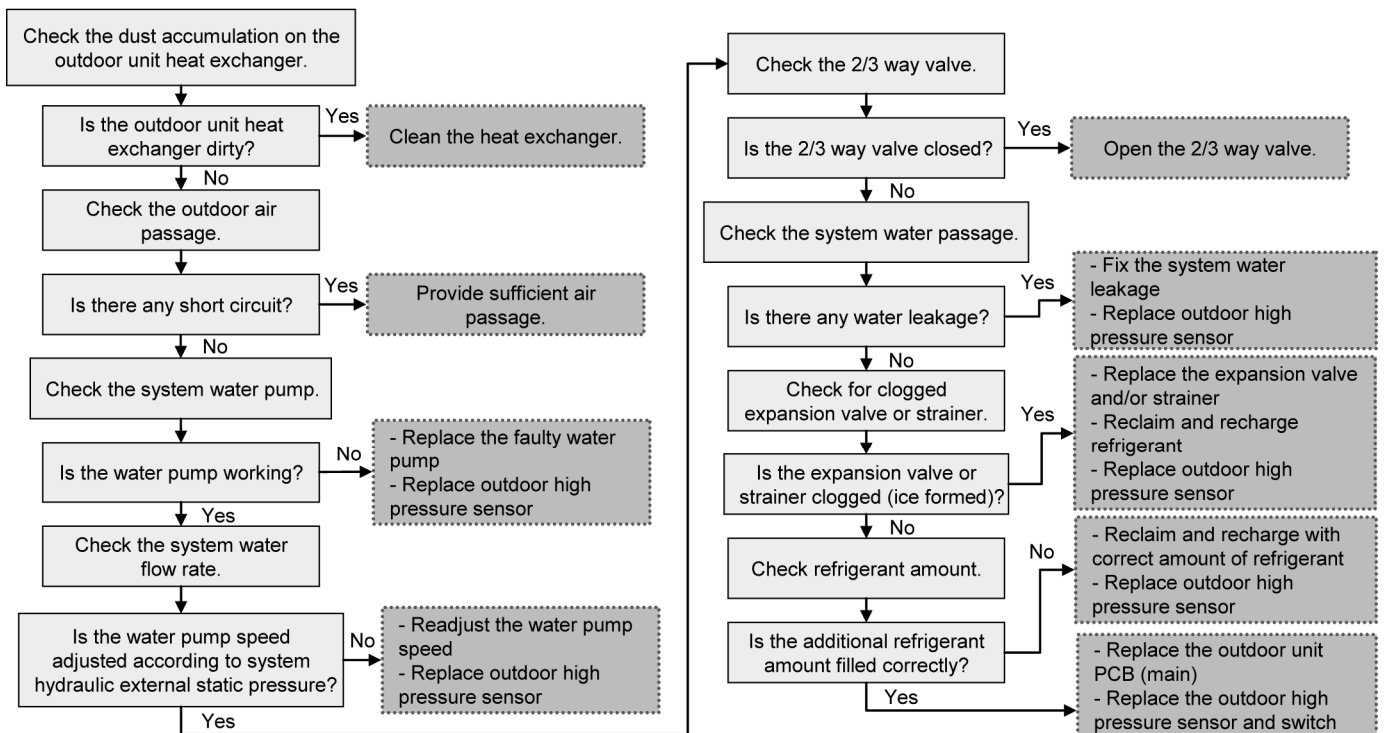 Check the dust accumulation on the
outdoor unit heat exchanger.
Is the outdoor unit heat
exchanger dirty?
Yes
Clean the heat exchanger.
No
Check the outdoor air
passage.
Is there any short circuit?
Yes
Provide sufficient air
passage.
No
Check the system water pump.
Is the water pump working?
No
- Replace the faulty water
pump
- Replace outdoor high
pressure sensor
Yes
Check the system water
flow rate.
Is the water pump speed
adjusted according to system
hydraulic external static pressure?
No
- Readjust the water pump
speed
- Replace outdoor high
pressure sensor
Yes
Check the 2/3 way valve.
Is the 2/3 way valve closed?
Yes
Open the 2/3 way valve.
No
Check the system water passage.
Is there any water leakage?
Yes
- Fix the system water
leakage
- Replace outdoor high
pressure sensor
No
Check for clogged
expansion valve or strainer.
Is the expansion valve or
strainer clogged (ice formed)?
Yes
- Replace the expansion valve
and/or strainer
- Reclaim and recharge
refrigerant
- Replace outdoor high
pressure sensor
No
Check refrigerant amount.
Is the additional refrigerant
amount filled correctly?
No
- Reclaim and recharge with
correct amount of refrigerant
- Replace outdoor high
pressure sensor
Yes
- Replace the outdoor unit
PCB (main)
- Replace the outdoor high
pressure sensor and switch